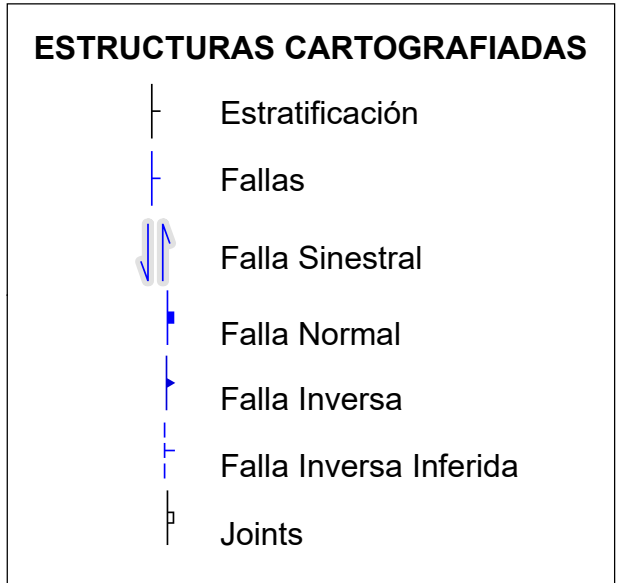 ESTRUCTURAS CARTOGRAFIADAS
Estratificación
Fallas
Falla Sinestral
Falla Normal
Falla Inversa
Falla Inversa Inferida
Joints